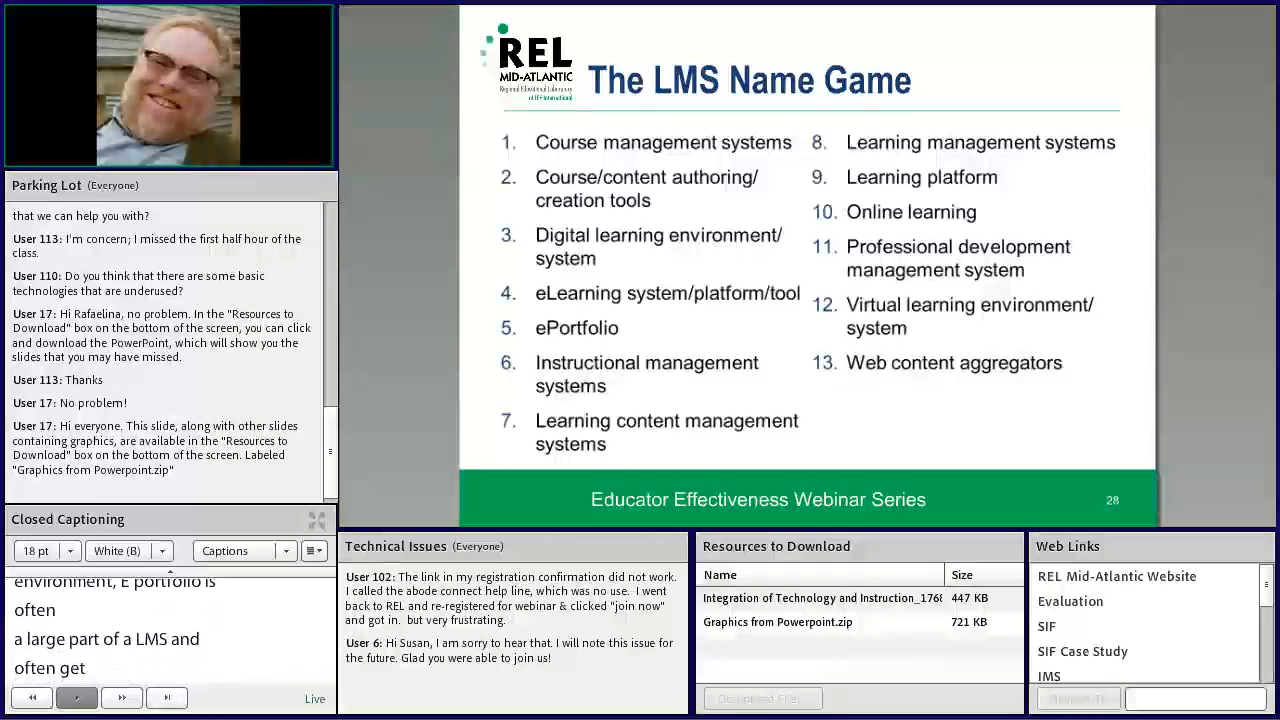 REL
MID-ATLANTIC
Regional Educational Laboratory
at ICF International
The LMS Name Game
1. Course management systems
2. Course/content authoring/
creation tools
3. Digital learning environment/
system
4. eLearning system/platform/tool
5. ePortfolio
6. Instructional management
systems
7. Learning content management
systems
8. Learning management systems
9. Learning platform
10. Online learning
11. Professional development
management system
12. Virtual learning environment/
system
13. Web content aggregators
Educator Effectiveness Webinar Series
28
Parking Lot (Everyone)
that we can help you with?
User 113: I'm concern; I missed the first half hour of the
class.
User 110: Do you think that there are some basic
technologies that are underused?
User 17: Hi Rafaelina, no problem. In the "Resources to
Download" box on the bottom of the screen, you can click
and download the PowerPoint, which will show you the
slides that you may have missed.
User 113: Thanks
User 17: No problem!
User 17: Hi everyone. This slide, along with other slides
containing graphics, are available in the "Resources to
Download" box on the bottom of the screen. Labeled
"Graphics from Powerpoint.zip"
Closed Captioning
18 pt White (B) Captions
environment, E portfolio is
often
a large part of a LMS and
often get
Live
Technical Issues (Everyone)
User 102: The link in my registration confirmation did not work.
I called the abode connect help line, which was no use. I went
back to REL and re-registered for webinar & clicked "join now"
and got in. but very frustrating.
User 6: Hi Susan, I am sorry to hear that. I will note this issue for
the future. Glad you were able to join us!
Resources to Download
Name Size
Integration of Technology and Instruction_1768 447 KB
Graphics from Powerpoint.zip 721 KB
Web Links
REL Mid-Atlantic Website
Evaluation
SIF
SIF Case Study
IMS